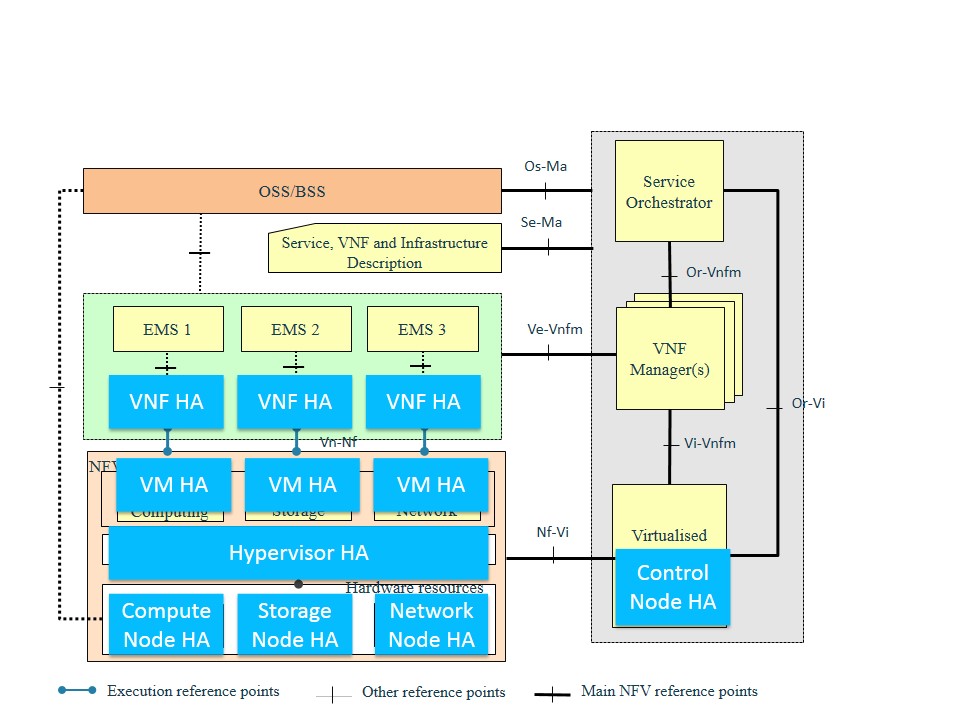 Os-Ma
Service
Orchestrator
OSS/BSS
Se-Ma
Service, VNF and Infrastructure
Description
Or-Vnfm
EMS 1
EMS 2
EMS 3
Ve-Vnfm
VNF
Manager(s)
VNF HA
VNF HA
VNF HA
Or-Vi
Vn-Nf
Vi-Vnfm
VM HA
VM HA
VM HA
Computing
Storage
Network
Nf-Vi
Virtualised
Hypervisor HA
Control
Node HA
Hardware resources
Compute
Node HA
Storage
Node HA
Network
Node HA
Execution reference points
Other reference points
Main NFV reference points